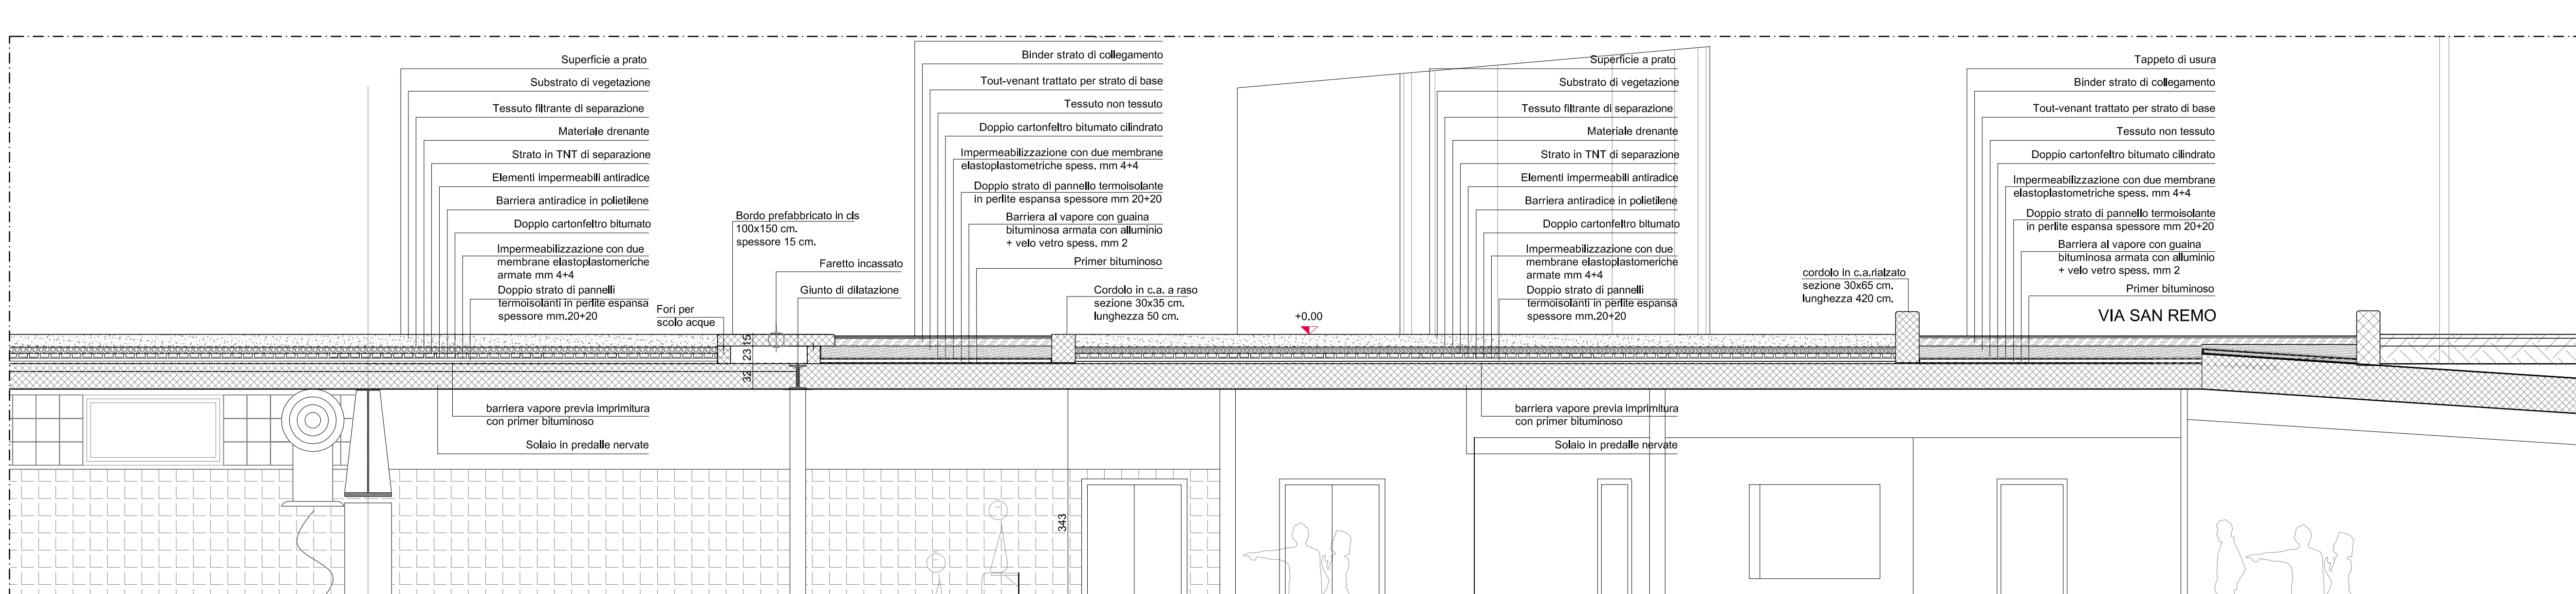 Superficie a prato
Substrato di vegetazione
Tessuto filtrante di separazione
Materiale drenante
Strato in TNT di separazione
Elementi impermeabili antiradice
Barriera antiradice in polietilene
Doppio cartonfeltro bitumato
Impermeabilizzazione con due
membrane elastoplastomeriche
armate mm 4+4
Doppio strato di pannelli
termoisolanti in perlite espansa
spessore mm.20+20
Fori per
scolo acque
barriera vapore previa imprimitura
con primer bituminoso
Solaio in predalle nervate
Bordo prefabbricato in cls
100x150 cm.
spessore 15 cm.
Faretto incassato
Giunto di dilatazione
15
23
32
Binder strato di collegamento
Tout-venant trattato per strato di base
Tessuto non tessuto
Doppio cartonfeltro bitumato cilindrato
Impermeabilizzazione con due membrane
elastoplastometriche spess. mm 4+4
Doppio strato di pannello termoisolante
in perlite espansa spessore mm 20+20
Barriera al vapore con guaina
bituminosa armata con alluminio
+ velo vetro spess. mm 2
Primer bituminoso
Cordolo in c.a. a raso
sezione 30x35 cm.
lunghezza 50 cm.
343
+0,00
Superficie a prato
Substrato di vegetazione
Tessuto filtrante di separazione
Materiale drenante
Strato in TNT di separazione
Elementi impermeabili antiradice
Barriera antiradice in polietilene
Doppio cartonfeltro bitumato
Impermeabilizzazione con due
membrane elastoplastomeriche
armate mm 4+4
Doppio strato di pannelli
termoisolanti in perlite espansa
spessore mm.20+20
barriera vapore previa imprimitura
con primer bituminoso
Solaio in predalle nervate
cordolo in c.a.rialzato
sezione 30x65 cm.
lunghezza 420 cm.
Tappeto di usura
Binder strato di collegamento
Tout-venant trattato per strato di base
Tessuto non tessuto
Doppio cartonfeltro bitumato cilindrato
Impermeabilizzazione con due membrane
elastoplastometriche spess. mm 4+4
Doppio strato di pannello termoisolante
in perlite espansa spessore mm 20+20
Barriera al vapore con guaina
bituminosa armata con alluminio
+ velo vetro spess. mm 2
Primer bituminoso
VIA SAN REMO